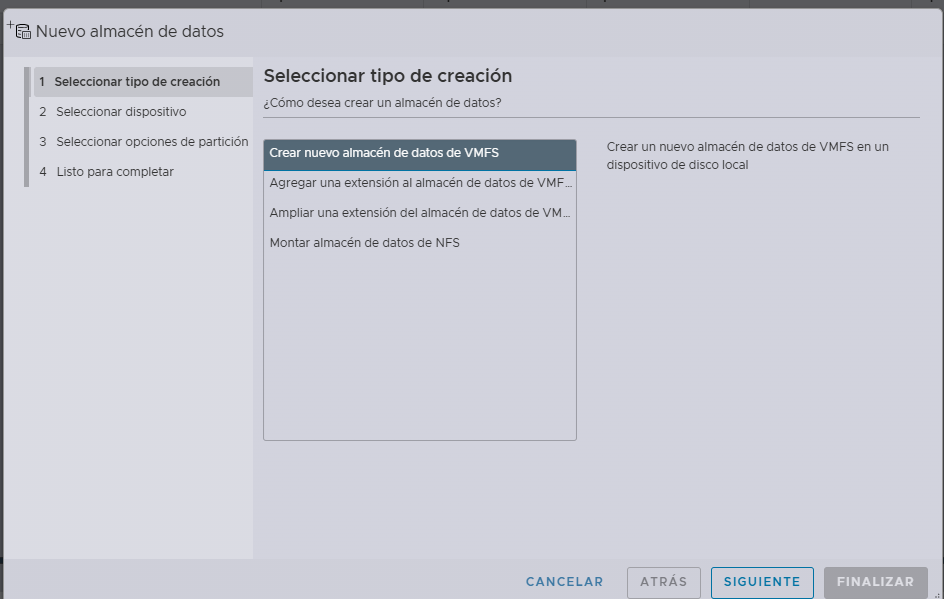 Nuevo almacén de datos
1 Seleccionar tipo de creación
2 Seleccionar dispositivo
3 Seleccionar opciones de partición
4 Listo para completar
Seleccionar tipo de creación
¿Cómo desea crear un almacén de datos?
Crear nuevo almacén de datos de VMFS
Agregar una extensión al almacén de datos de VMF...
Ampliar una extensión del almacén de datos de VM...
Montar almacén de datos de NFS
Crear un nuevo almacén de datos de VMFS en un
dispositivo de disco local
CANCELAR
ATRÁS
SIGUIENTE
FINALIZAR